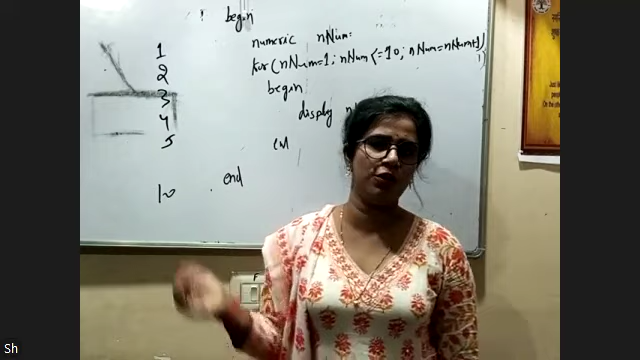 begin
numeric nNum:
for(nNum=1; nNum<=10; nNum=nNum+1)
begin
display
end
end
1
2
3
4
5
10
F
Sh